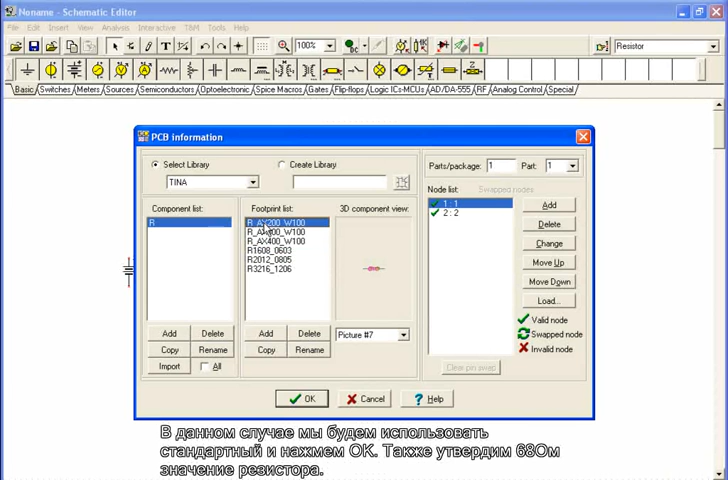 Noname - Schematic Editor
File Edit Insert View Analysis Interactive T&M Tools Help
100%
DC
Resistor
Basic Switches Meters Sources Semiconductors Optoelectronic Spice Macros Gates Flip-flops Logic ICs-MCUs AD/DA-555 RF Analog Control Special
PCB information
Select Library Create Library
TINA
Parts/package: 1 Part: 1
Node list: Swapped nodes
Component list: Footprint list: 3D component view:
R
R_AX200_W100
R_AX400_W100
R1608_0603
R2012_0805
R3216_1206
1 : 1
2 : 2
Add
Delete
Change
Move Up
Move Down
Load...
Valid node
Swapped node
Invalid node
Clear pin swap
Add Delete Add Delete Picture #7
Copy Rename Copy Rename
Import All
OK Cancel Help
В данном случае мы будем использовать
стандартный и нажмем OK. Также утвердим 68Ом
значение резистора.